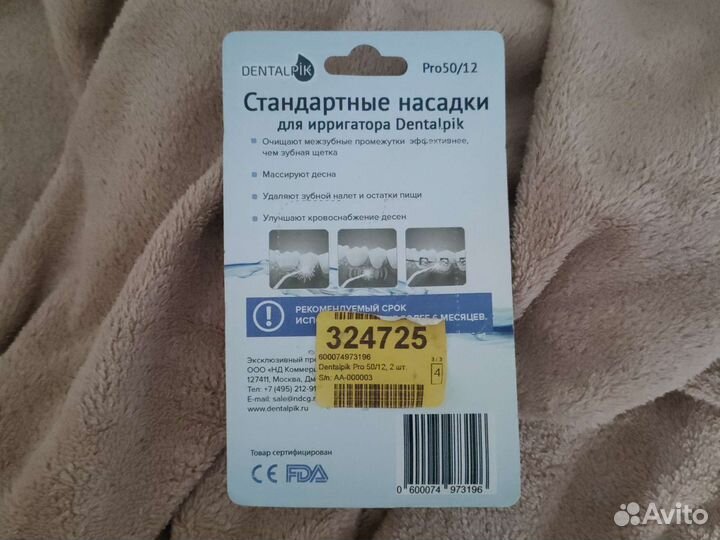 DENTALPIK
Pro50/12
Стандартные насадки
для ирригатора Dentalpik
Очищают межзубные промежутки эффективнее,
чем зубная щетка
Массируют десна
Удаляют зубной налет и остатки пищи
Улучшают кровоснабжение десен
РЕКОМЕНДУЕМЫЙ СРОК
6 МЕСЯЦЕВ.
324725
600074973196
Dentalpik Pro 50/12, 2 шт.
S/n: AA-000003
3 / 3
4
Эксклюзивный
ООО «НД
127411, Москва,
Тел: +7 (495) 212-91
E-mail: sale@ndcg.
www.dentalpik.ru
Товар сертифицирован
CE FDA
0 600074 973196
Avito